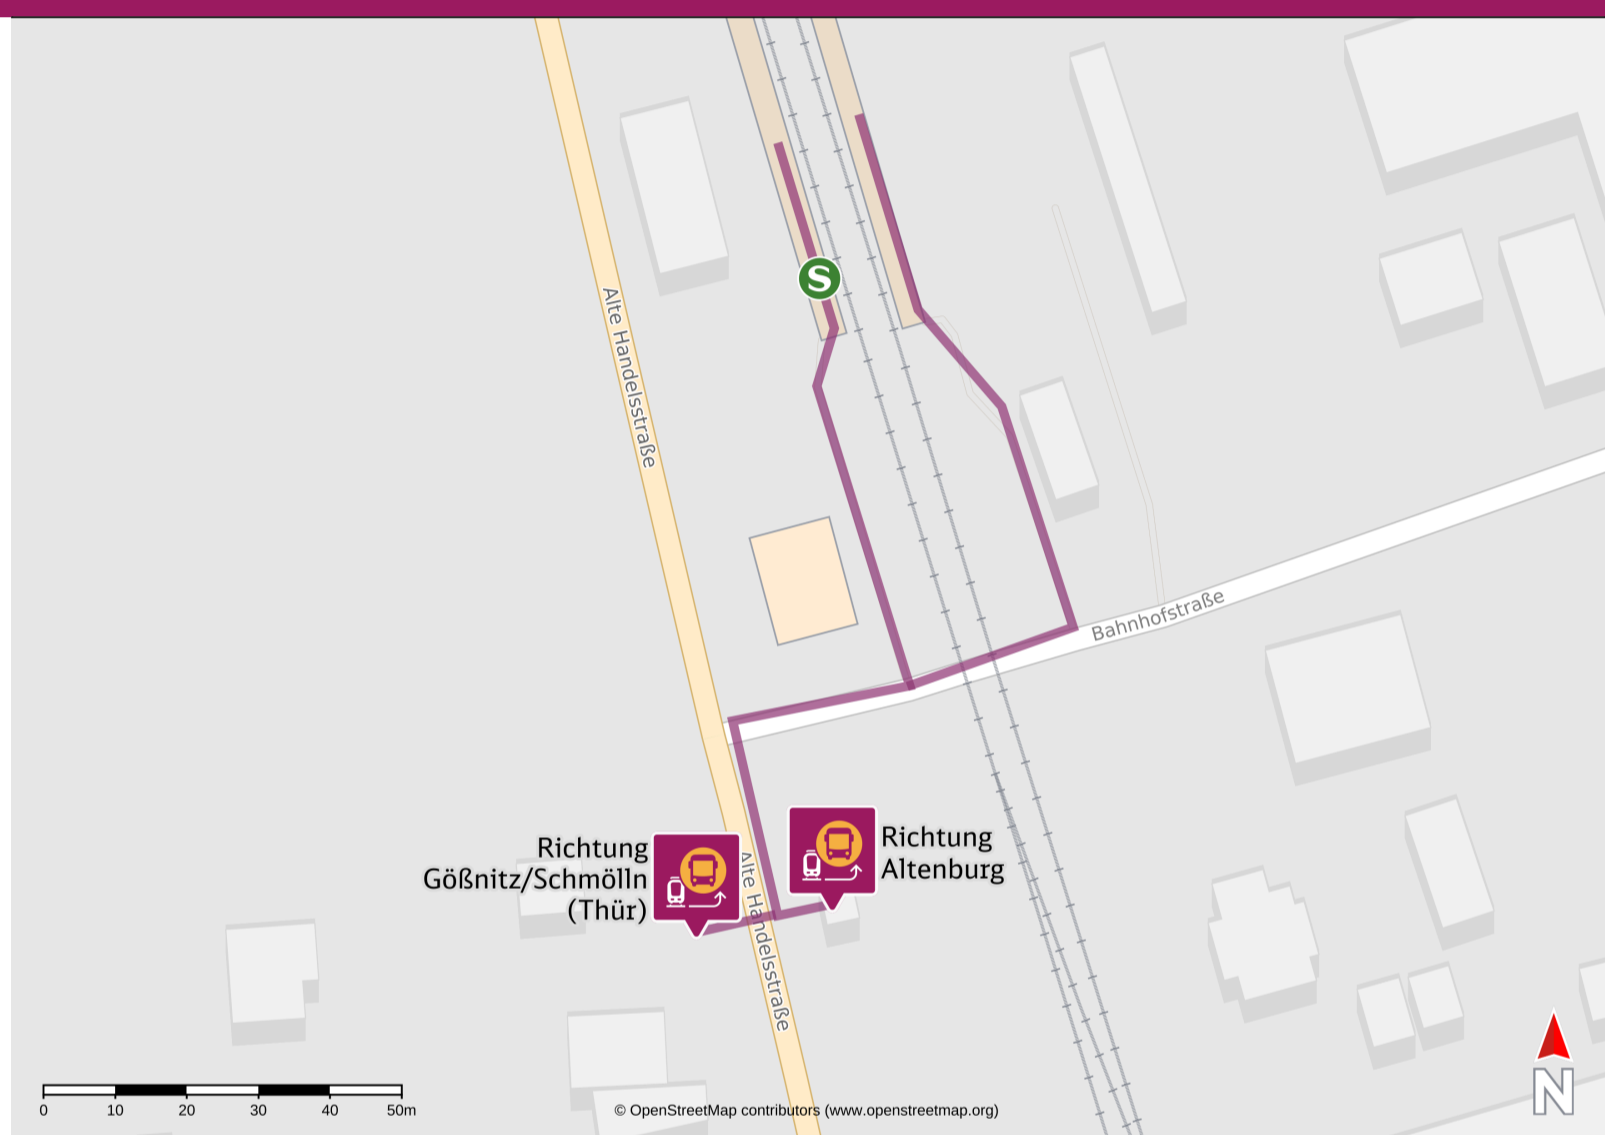 Alte Handelsstraße
S
Bahnhofstraße
Richtung
Gößnitz/Schmölln
(Thür)
Richtung
Altenburg
Alte Handelsstraße
0 10 20 30 40 50m
© OpenStreetMap contributors (www.openstreetmap.org)
N